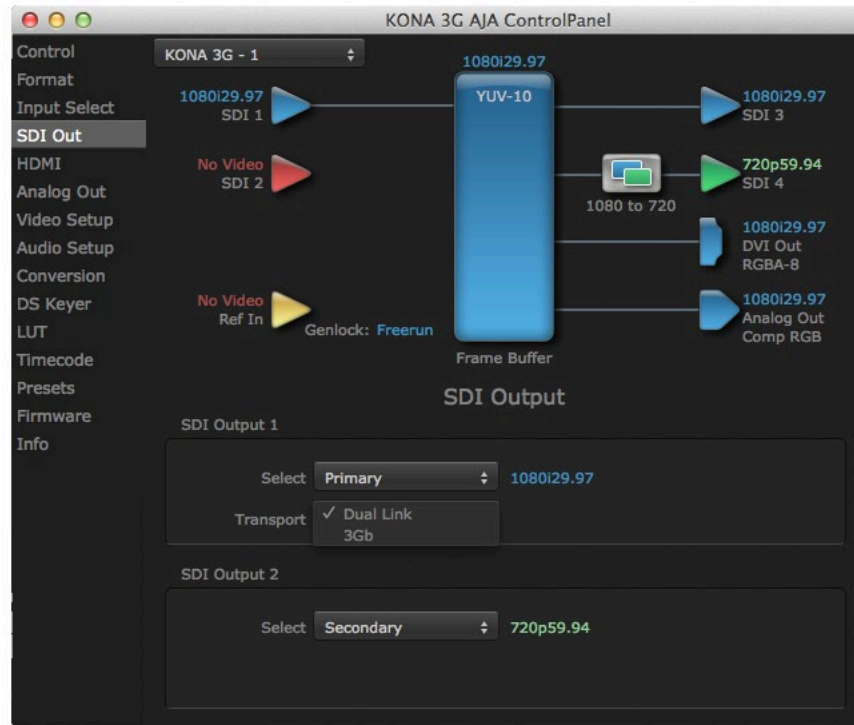 KONA 3G AJA ControlPanel
Control
Format
Input Select
SDI Out
HDMI
Analog Out
Video Setup
Audio Setup
Conversion
DS Keyer
LUT
Timecode
Presets
Firmware
Info
KONA 3G - 1
1080i29.97
SDI 1
No Video
SDI 2
No Video
Ref In
Genlock: Freerun
1080i29.97
YUV-10
Frame Buffer
1080 to 720
1080i29.97
SDI 3
720p59.94
SDI 4
1080i29.97
DVI Out
RGBA-8
1080i29.97
Analog Out
Comp RGB
SDI Output
SDI Output 1
Select Primary 1080i29.97
Transport ✓ Dual Link
3Gb
SDI Output 2
Select Secondary 720p59.94